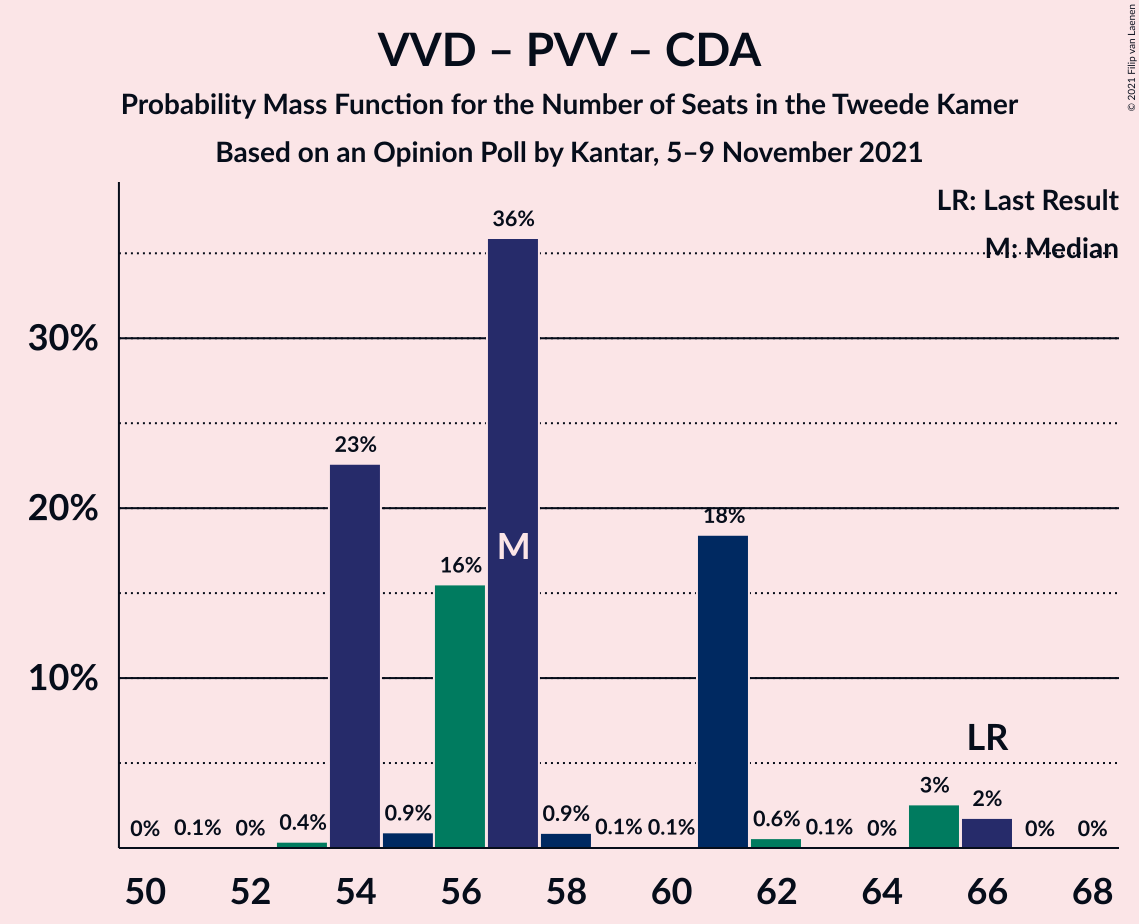 VVD – PVV – CDA
Probability Mass Function for the Number of Seats in the Tweede Kamer
Based on an Opinion Poll by Kantar, 5–9 November 2021
© 2021 Filip van Laenen
LR: Last Result
M: Median
30%
20%
10%
0%
0.1%
0%
0.4%
23%
0.9%
16%
36%
M
0.9%
0.1%
0.1%
18%
0.6%
0.1%
0%
3%
LR
2%
0%
0%
50 52 54 56 58 60 62 64 66 68